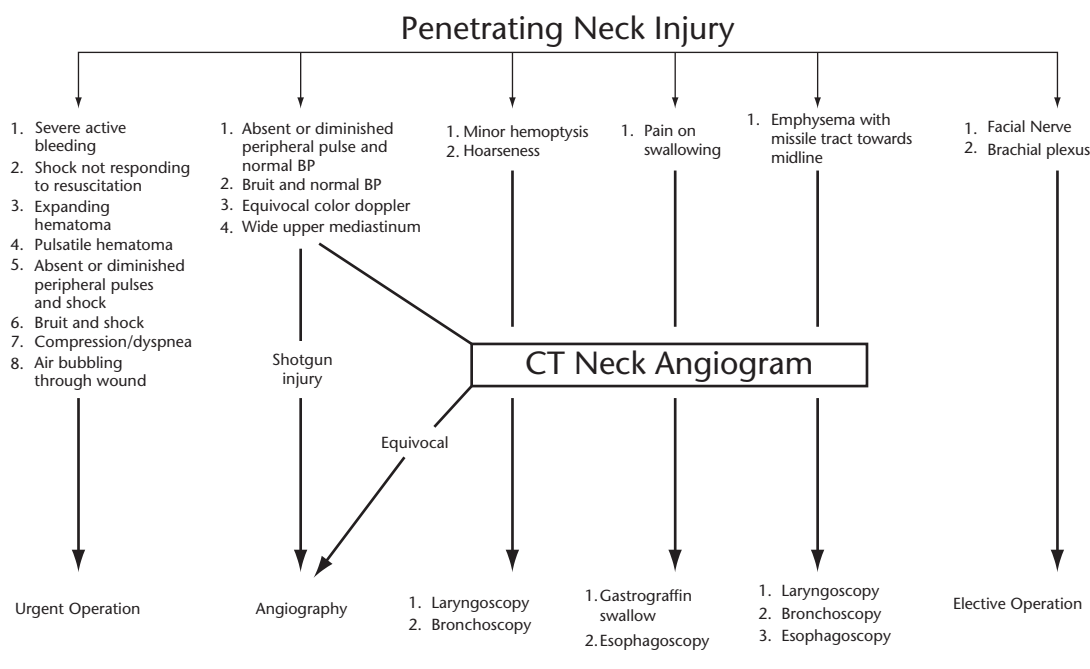 Penetrating Neck Injury
1. Severe active
bleeding
2. Shock not responding
to resuscitation
3. Expanding
hematoma
4. Pulsatile hematoma
5. Absent or diminished
peripheral pulses
and shock
6. Bruit and shock
7. Compression/dyspnea
8. Air bubbling
through wound
1. Absent or diminished
peripheral pulse and
normal BP
2. Bruit and normal BP
3. Equivocal color doppler
4. Wide upper mediastinum
1. Minor hemoptysis
2. Hoarseness
1. Pain on
swallowing
1. Emphysema with
missile tract towards
midline
1. Facial Nerve
2. Brachial plexus
Shotgun
injury
CT Neck Angiogram
Equivocal
Urgent Operation
Angiography
1. Laryngoscopy
2. Bronchoscopy
1. Gastrograffin
swallow
2. Esophagoscopy
1. Laryngoscopy
2. Bronchoscopy
3. Esophagoscopy
Elective Operation